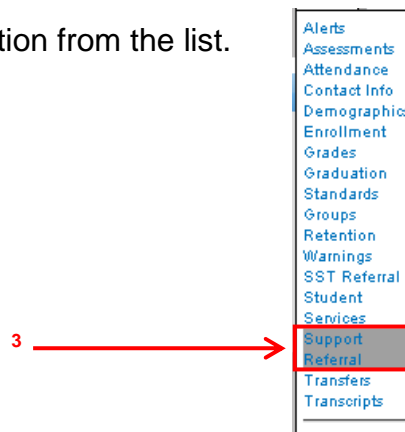 tion from the list.
Alerts
Assessments
Attendance
Contact Info
Demographics
Enrollment
Grades
Graduation
Standards
Groups
Retention
Warnings
SST Referral
Student
Services
3
Support
Referral
Transfers
Transcripts